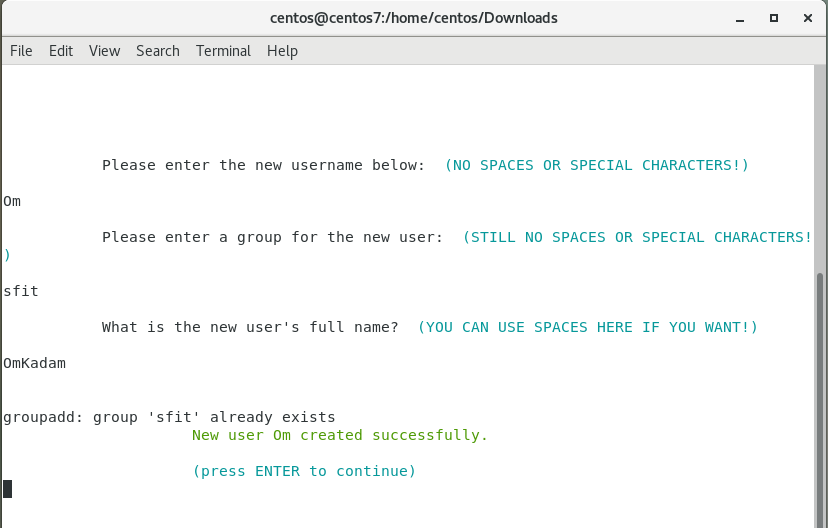 centos@centos7:/home/centos/Downloads
File Edit View Search Terminal Help
Please enter the new username below: (NO SPACES OR SPECIAL CHARACTERS!)
Om
Please enter a group for the new user: (STILL NO SPACES OR SPECIAL CHARACTERS!
)
sfit
What is the new user's full name? (YOU CAN USE SPACES HERE IF YOU WANT!)
OmKadam
groupadd: group 'sfit' already exists
New user Om created successfully.
(press ENTER to continue)